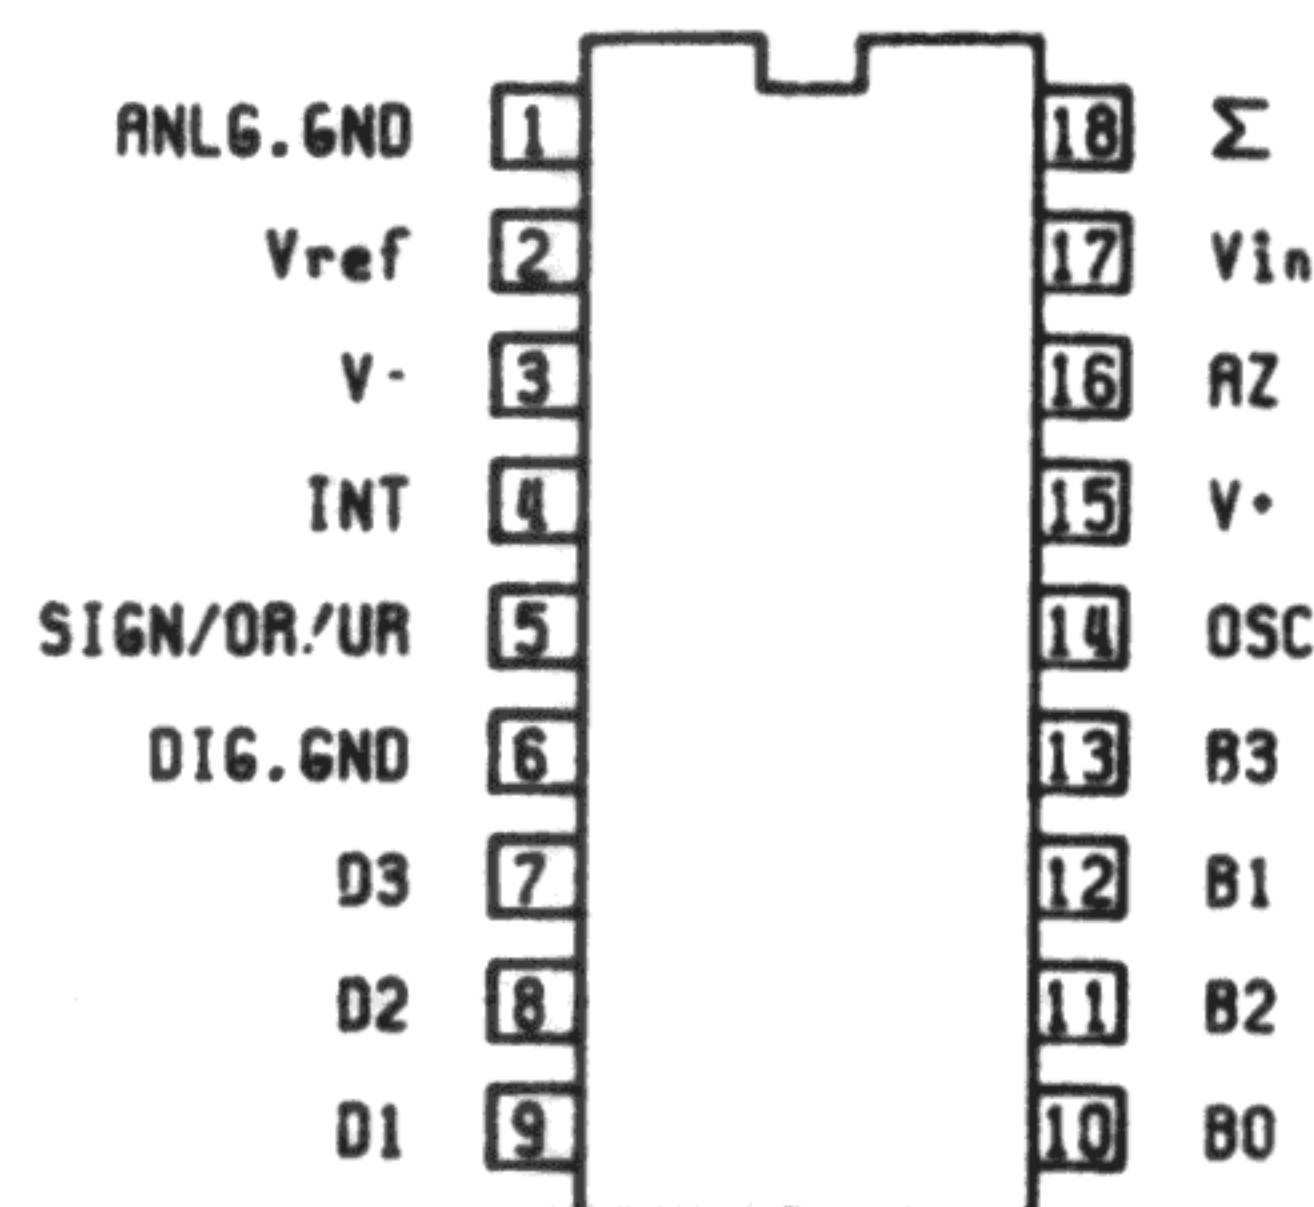 ANLG.GND 1 18 Σ
Vref 2 17 Vin
V- 3 16 AZ
INT 4 15 V+
SIGN/OR/UR 5 14 OSC
DIG.GND 6 13 B3
D3 7 12 B1
D2 8 11 B2
D1 9 10 B0